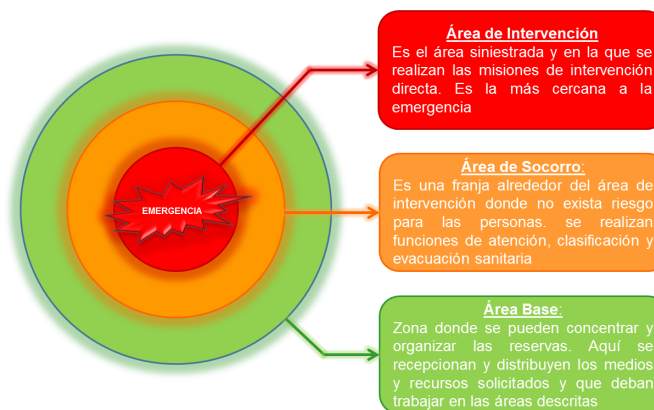 Área de Intervención
Es el área siniestrada y en la que se
realizan las misiones de intervención
directa. Es la más cercana a la
emergencia
EMERGENCIA
Área de Socorro:
Es una franja alrededor del área de
intervención donde no exista riesgo
para las personas. se realizan
funciones de atención, clasificación y
evacuación sanitaria
Área Base:
Zona donde se pueden concentrar y
organizar las reservas. Aquí se
recepcionan y distribuyen los medios
y recursos solicitados y que deban
trabajar en las áreas descritas